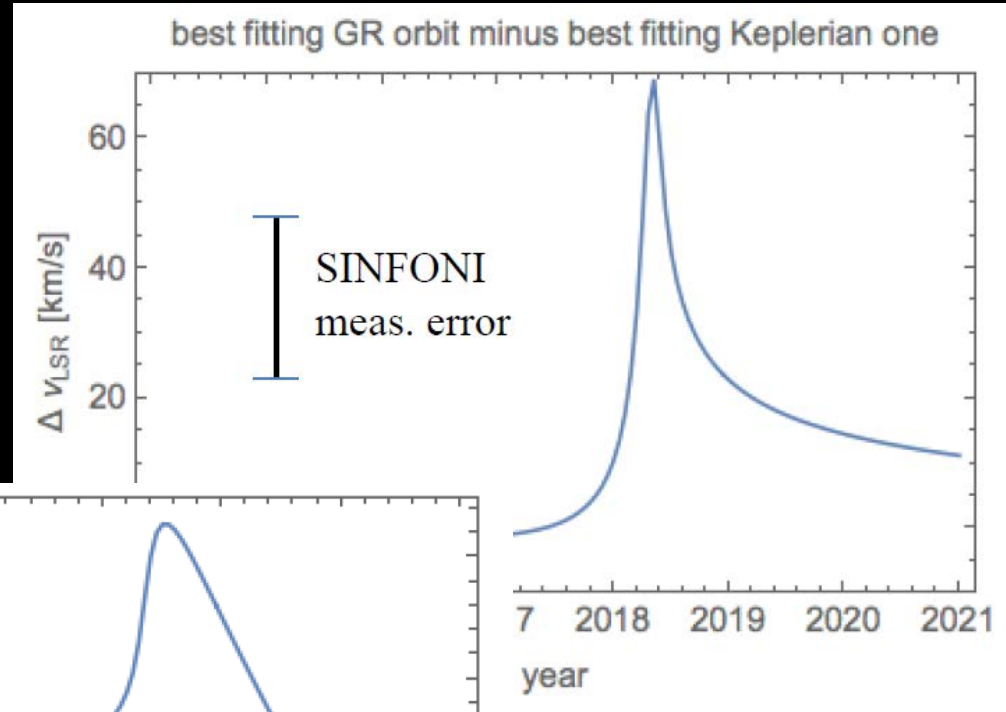 best fitting GR orbit minus best fitting Keplerian one
60
40
20
Δ vLSR [km/s]
SINFONI
meas. error
7 2018 2019 2020 2021
year